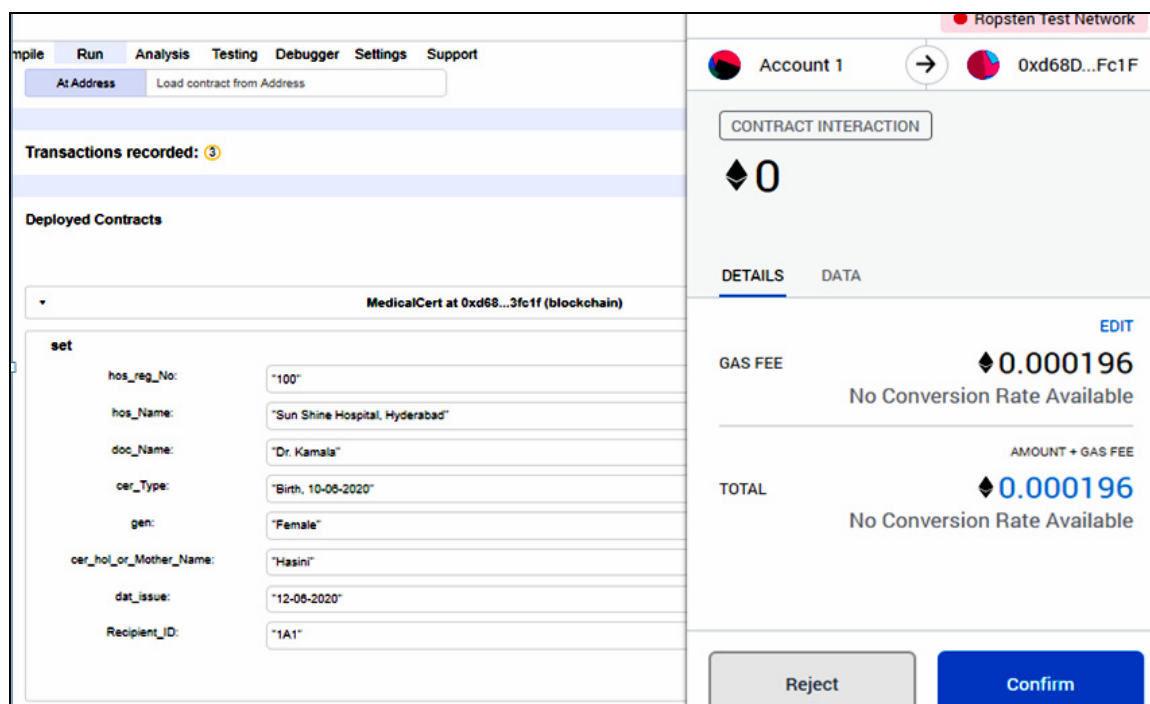 mpile Run Analysis Testing Debugger Settings Support
At Address Load contract from Address
Transactions recorded: 3
Deployed Contracts
MedicalCert at 0xd68...3fc1f (blockchain)
set
hos_reg_No: "100"
hos_Name: "Sun Shine Hospital, Hyderabad"
doc_Name: "Dr. Kamala"
cer_Type: "Birth, 10-06-2020"
gen: "Female"
cer_hol_or_Mother_Name: "Hasini"
dat_issue: "12-06-2020"
Recipient_ID: "1A1"
Ropsten Test Network
Account 1 0xd68D...Fc1F
CONTRACT INTERACTION
0
DETAILS DATA
EDIT
GAS FEE 0.000196
No Conversion Rate Available
AMOUNT + GAS FEE
TOTAL 0.000196
No Conversion Rate Available
Reject Confirm